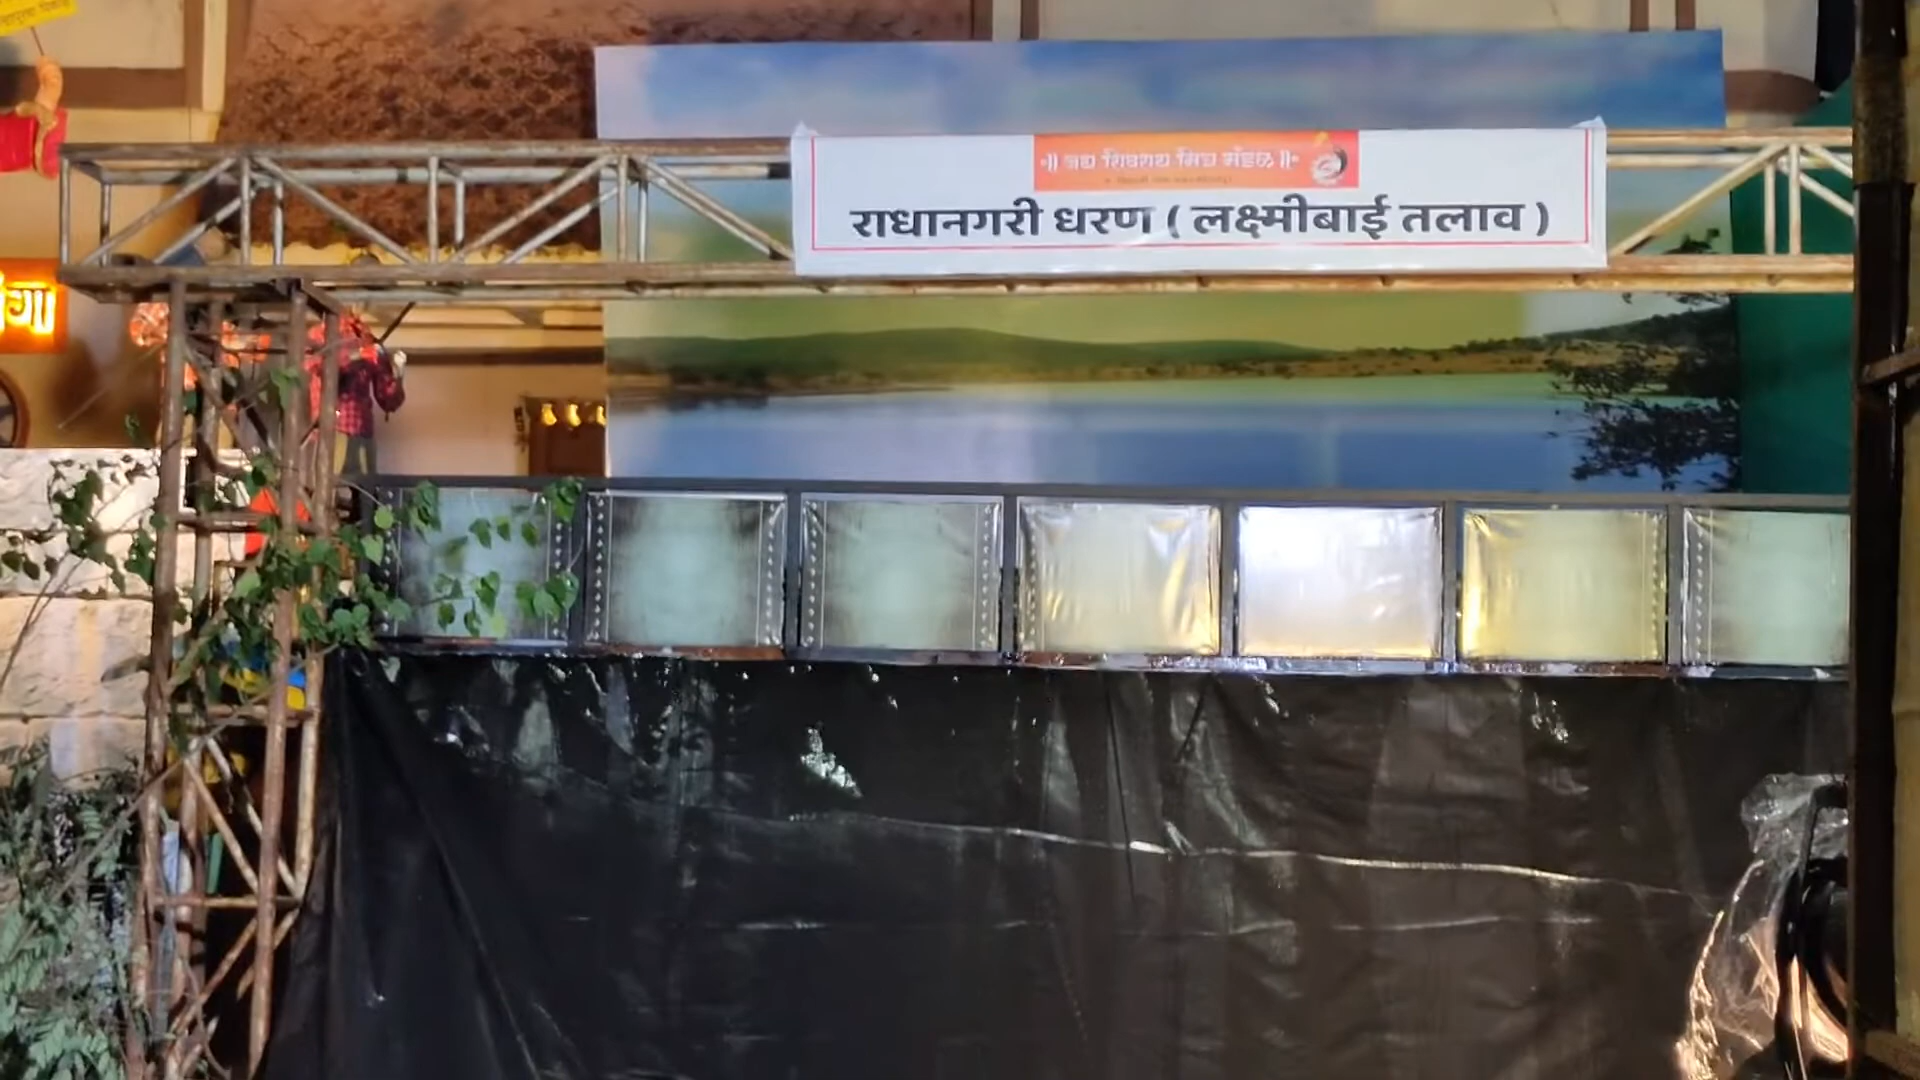 ॥ जय शिवराय मित्र मंडळ ॥
राधानगरी धरण ( लक्ष्मीबाई तलाव )